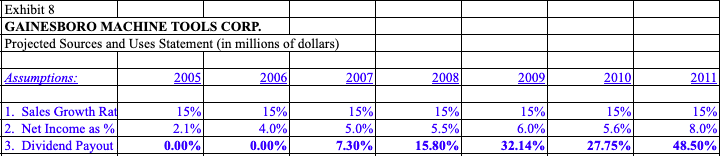 Exhibit 8
GAINESBORO MACHINE TOOLS CORP.
Projected Sources and Uses Statement (in millions of dollars)
Assumptions: 2005 2006 2007 2008 2009 2010 2011
1. Sales Growth Rat 15% 15% 15% 15% 15% 15% 15%
2. Net Income as % 2.1% 4.0% 5.0% 5.5% 6.0% 5.6% 8.0%
3. Dividend Payout 0.00% 0.00% 7.30% 15.80% 32.14% 27.75% 48.50%